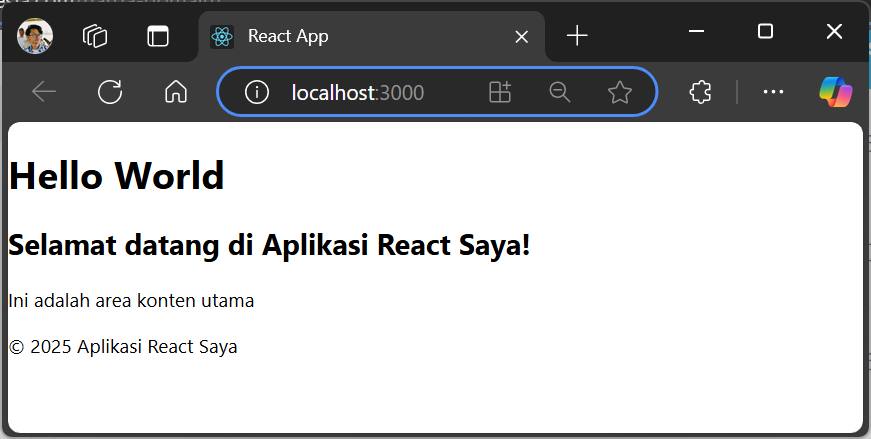 React App
localhost:3000
Hello World
Selamat datang di Aplikasi React Saya!
Ini adalah area konten utama
© 2025 Aplikasi React Saya